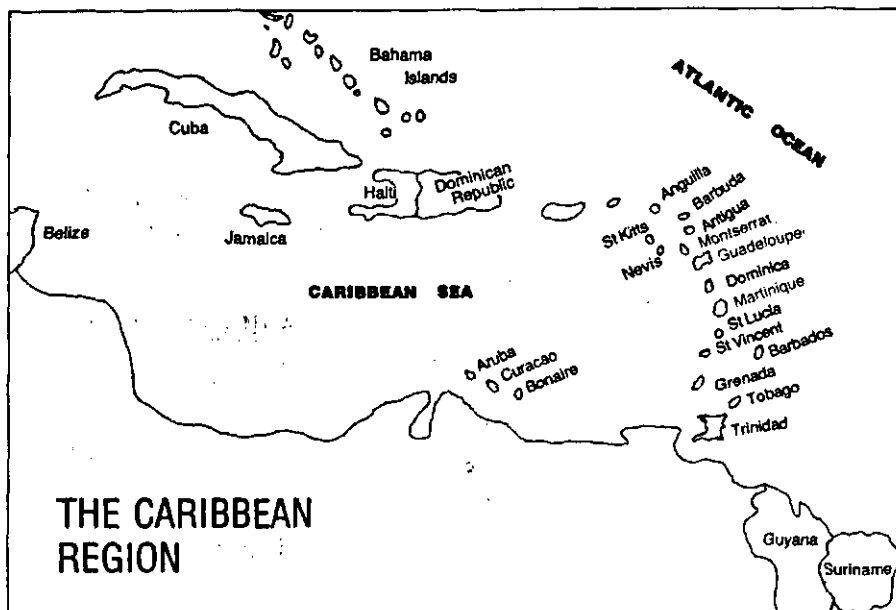 Bahama
Islands
ATLANTIC OCEAN
Cuba
Haiti
Dominican
Republic
Anguilla
Barbuda
St Kitts
Antigua
Belize
Jamaica
Montserrat
Nevis
Guadeloupe
CARIBBEAN SEA
Dominica
Martinique
St Lucia
St Vincent
Barbados
Aruba
Curacao
Bonaire
Grenada
Tobago
Trinidad
THE CARIBBEAN
REGION
Guyana
Suriname